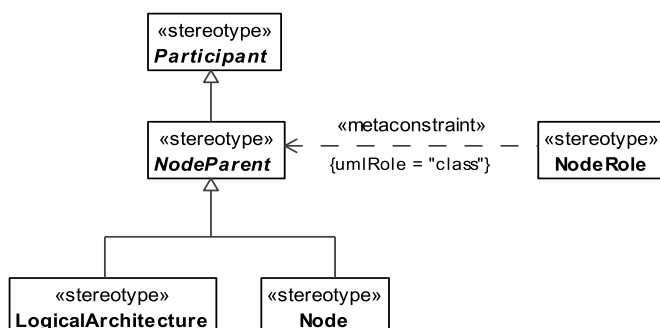 «stereotype»
Participant
«stereotype»
NodeParent
«metaconstraint»
{umlRole = "class"}
«stereotype»
NodeRole
«stereotype»
LogicalArchitecture
«stereotype»
Node